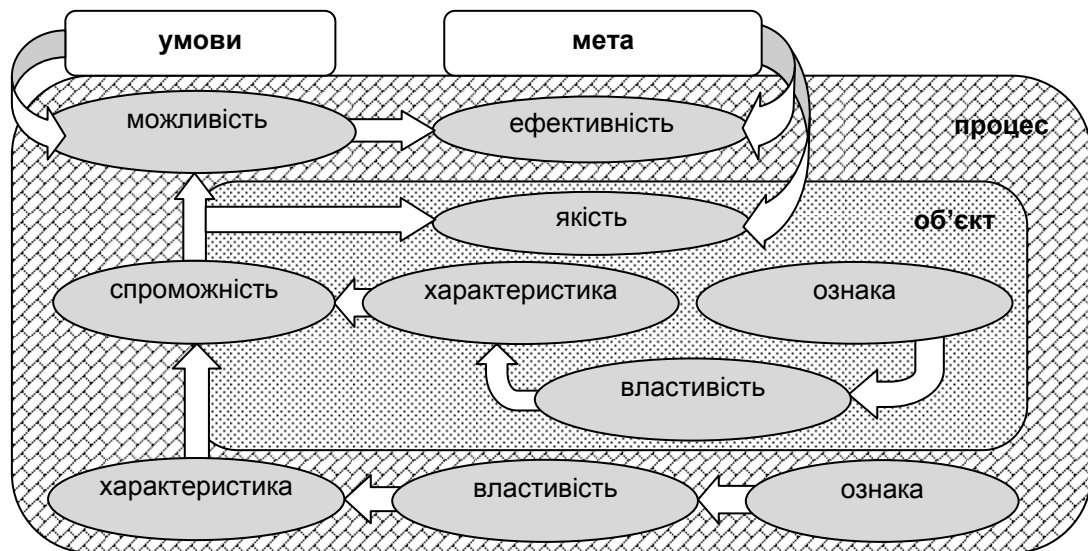 умови
мета
можливість
ефективність
процес
якість
об’єкт
спроможність
характеристика
ознака
властивість
характеристика
властивість
ознака